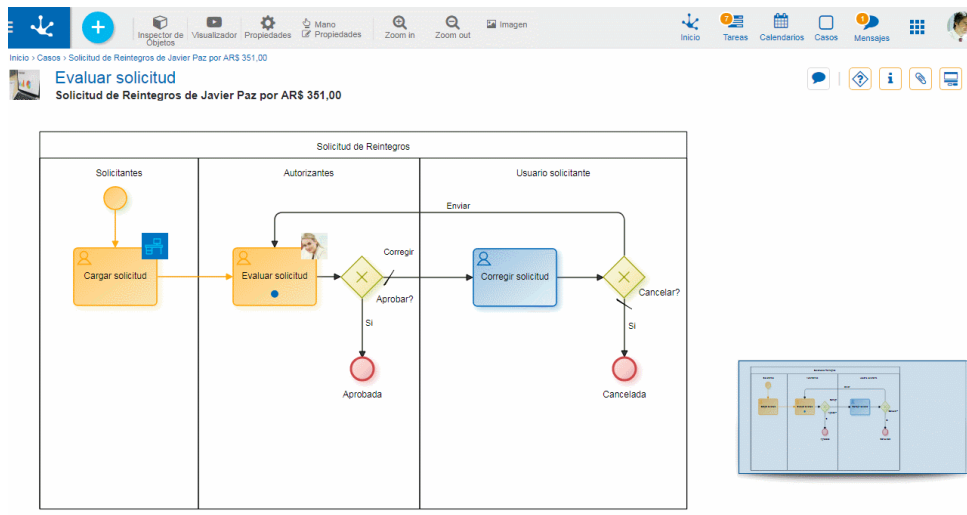 Inspector de
Objetos
Visualizador
Propiedades
Mano
Propiedades
Zoom in
Zoom out
Imagen
Inicio
7
Tareas
Calendarios
Casos
1
Mensajes
Inicio › Casos › Solicitud de Reintegros de Javier Paz por AR$ 351,00
Evaluar solicitud
Solicitud de Reintegros de Javier Paz por AR$ 351,00
Solicitud de Reintegros
Solicitantes
Autorizantes
Usuario solicitante
Enviar
Corregir
Cargar solicitud
Evaluar solicitud
Corregir solicitud
Aprobar?
Cancelar?
Si
Si
Aprobada
Cancelada